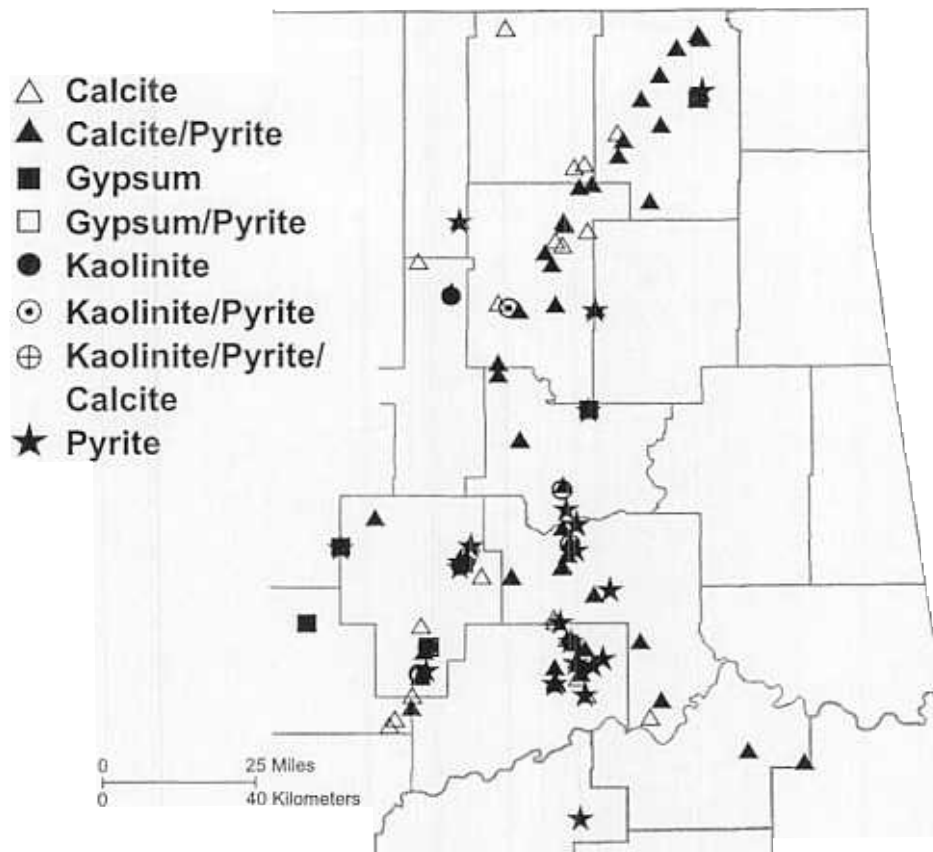 Calcite
Calcite/Pyrite
Gypsum
Gypsum/Pyrite
Kaolinite
Kaolinite/Pyrite
Kaolinite/Pyrite/
Calcite
Pyrite
0 25 Miles
0 40 Kilometers